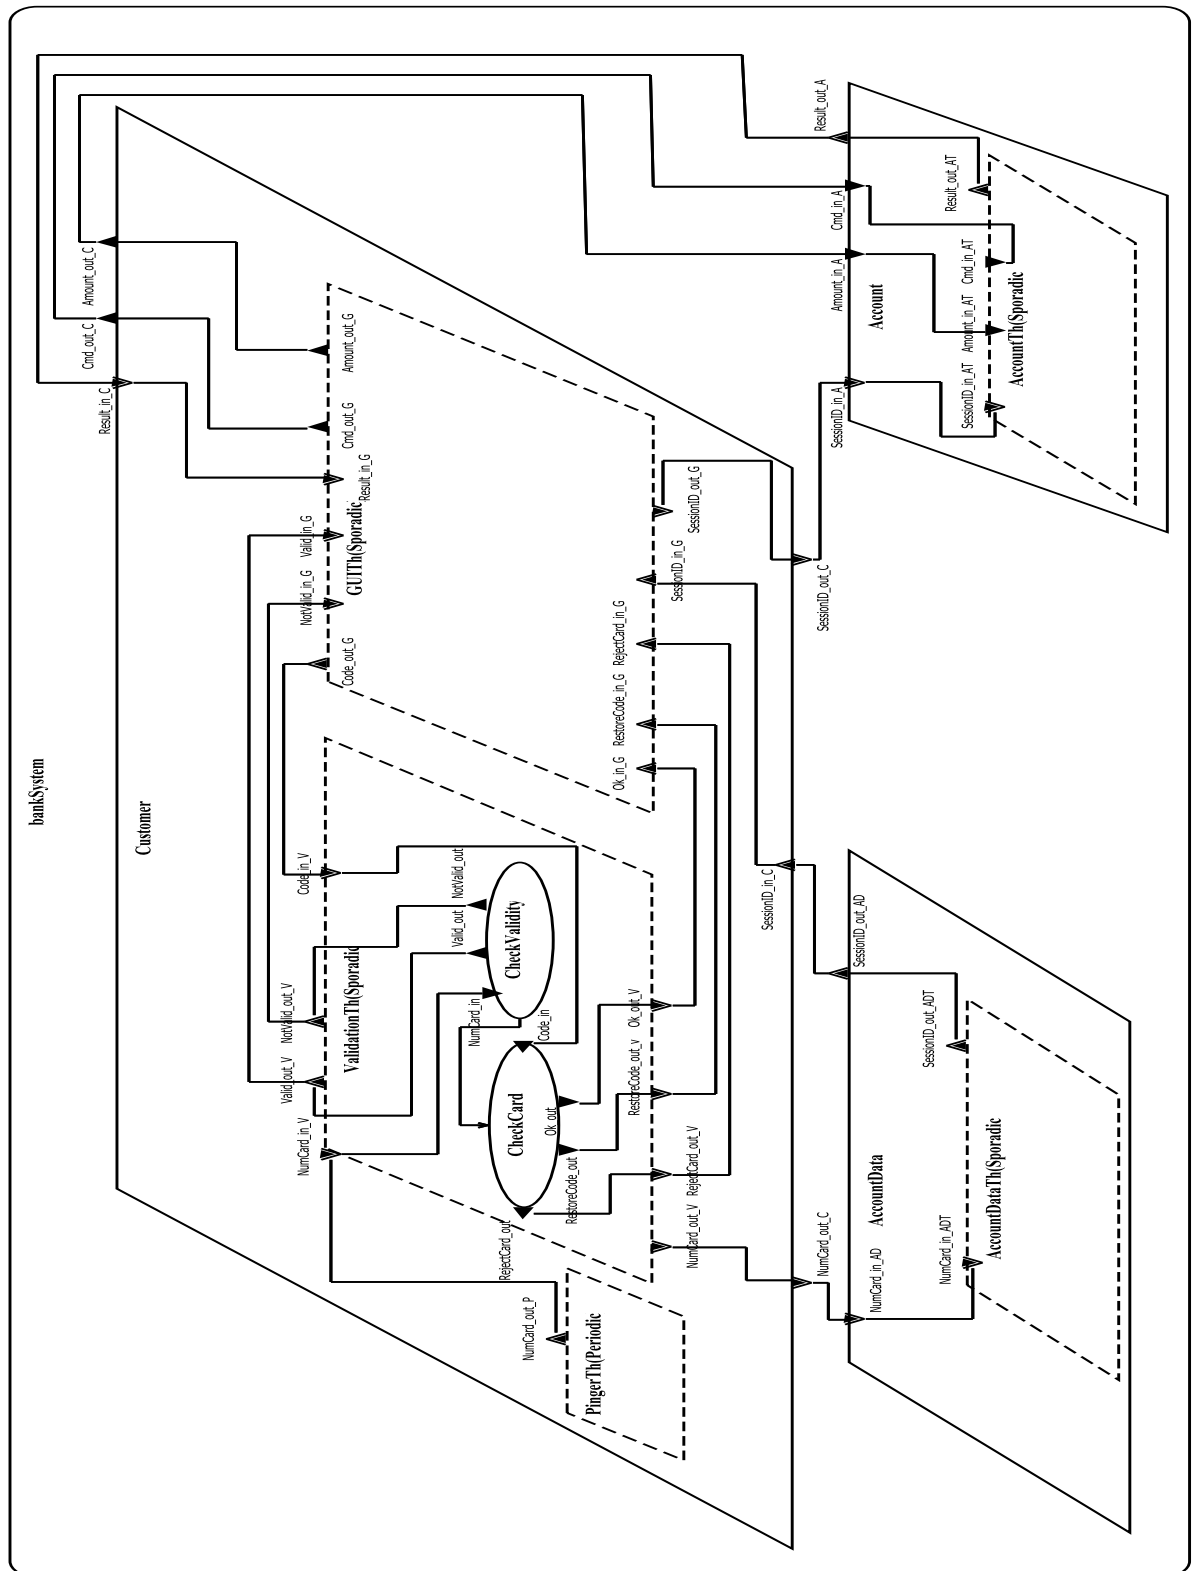 bankSystem
Customer
Result_in_C
Cmd_out_C
Amount_out_C
NumCard_in_V
Valid_out_V
NotValid_out_V
Code_in_V
ValidationTh(Sporadic
Code_out_G
NotValid_in_G
Valid_in_G
GUITh(Sporadic
Result_in_G
Cmd_out_G
Amount_out_G
NumCard_in
Valid_out
NotValid_out
CheckValidity
Code_in
CheckCard
Ok_out
RestoreCode_out
RejectCard_out
NumCard_out_P
PingerTh(Periodic
NumCard_out_V
RejectCard_out_V
RestoreCode_out_v
Ok_out_V
Ok_in_G
RestoreCode_in_G
RejectCard_in_G
SessionID_in_G
SessionID_out_G
NumCard_out_C
SessionID_in_C
SessionID_out_C
NumCard_in_AD
AccountData
SessionID_out_AD
NumCard_in_ADT
SessionID_out_ADT
AccountDataTh(Sporadic
SessionID_in_A
Amount_in_A
Cmd_in_A
Result_out_A
Account
SessionID_in_AT
Amount_in_AT
Cmd_in_AT
Result_out_AT
AccountTh(Sporadic